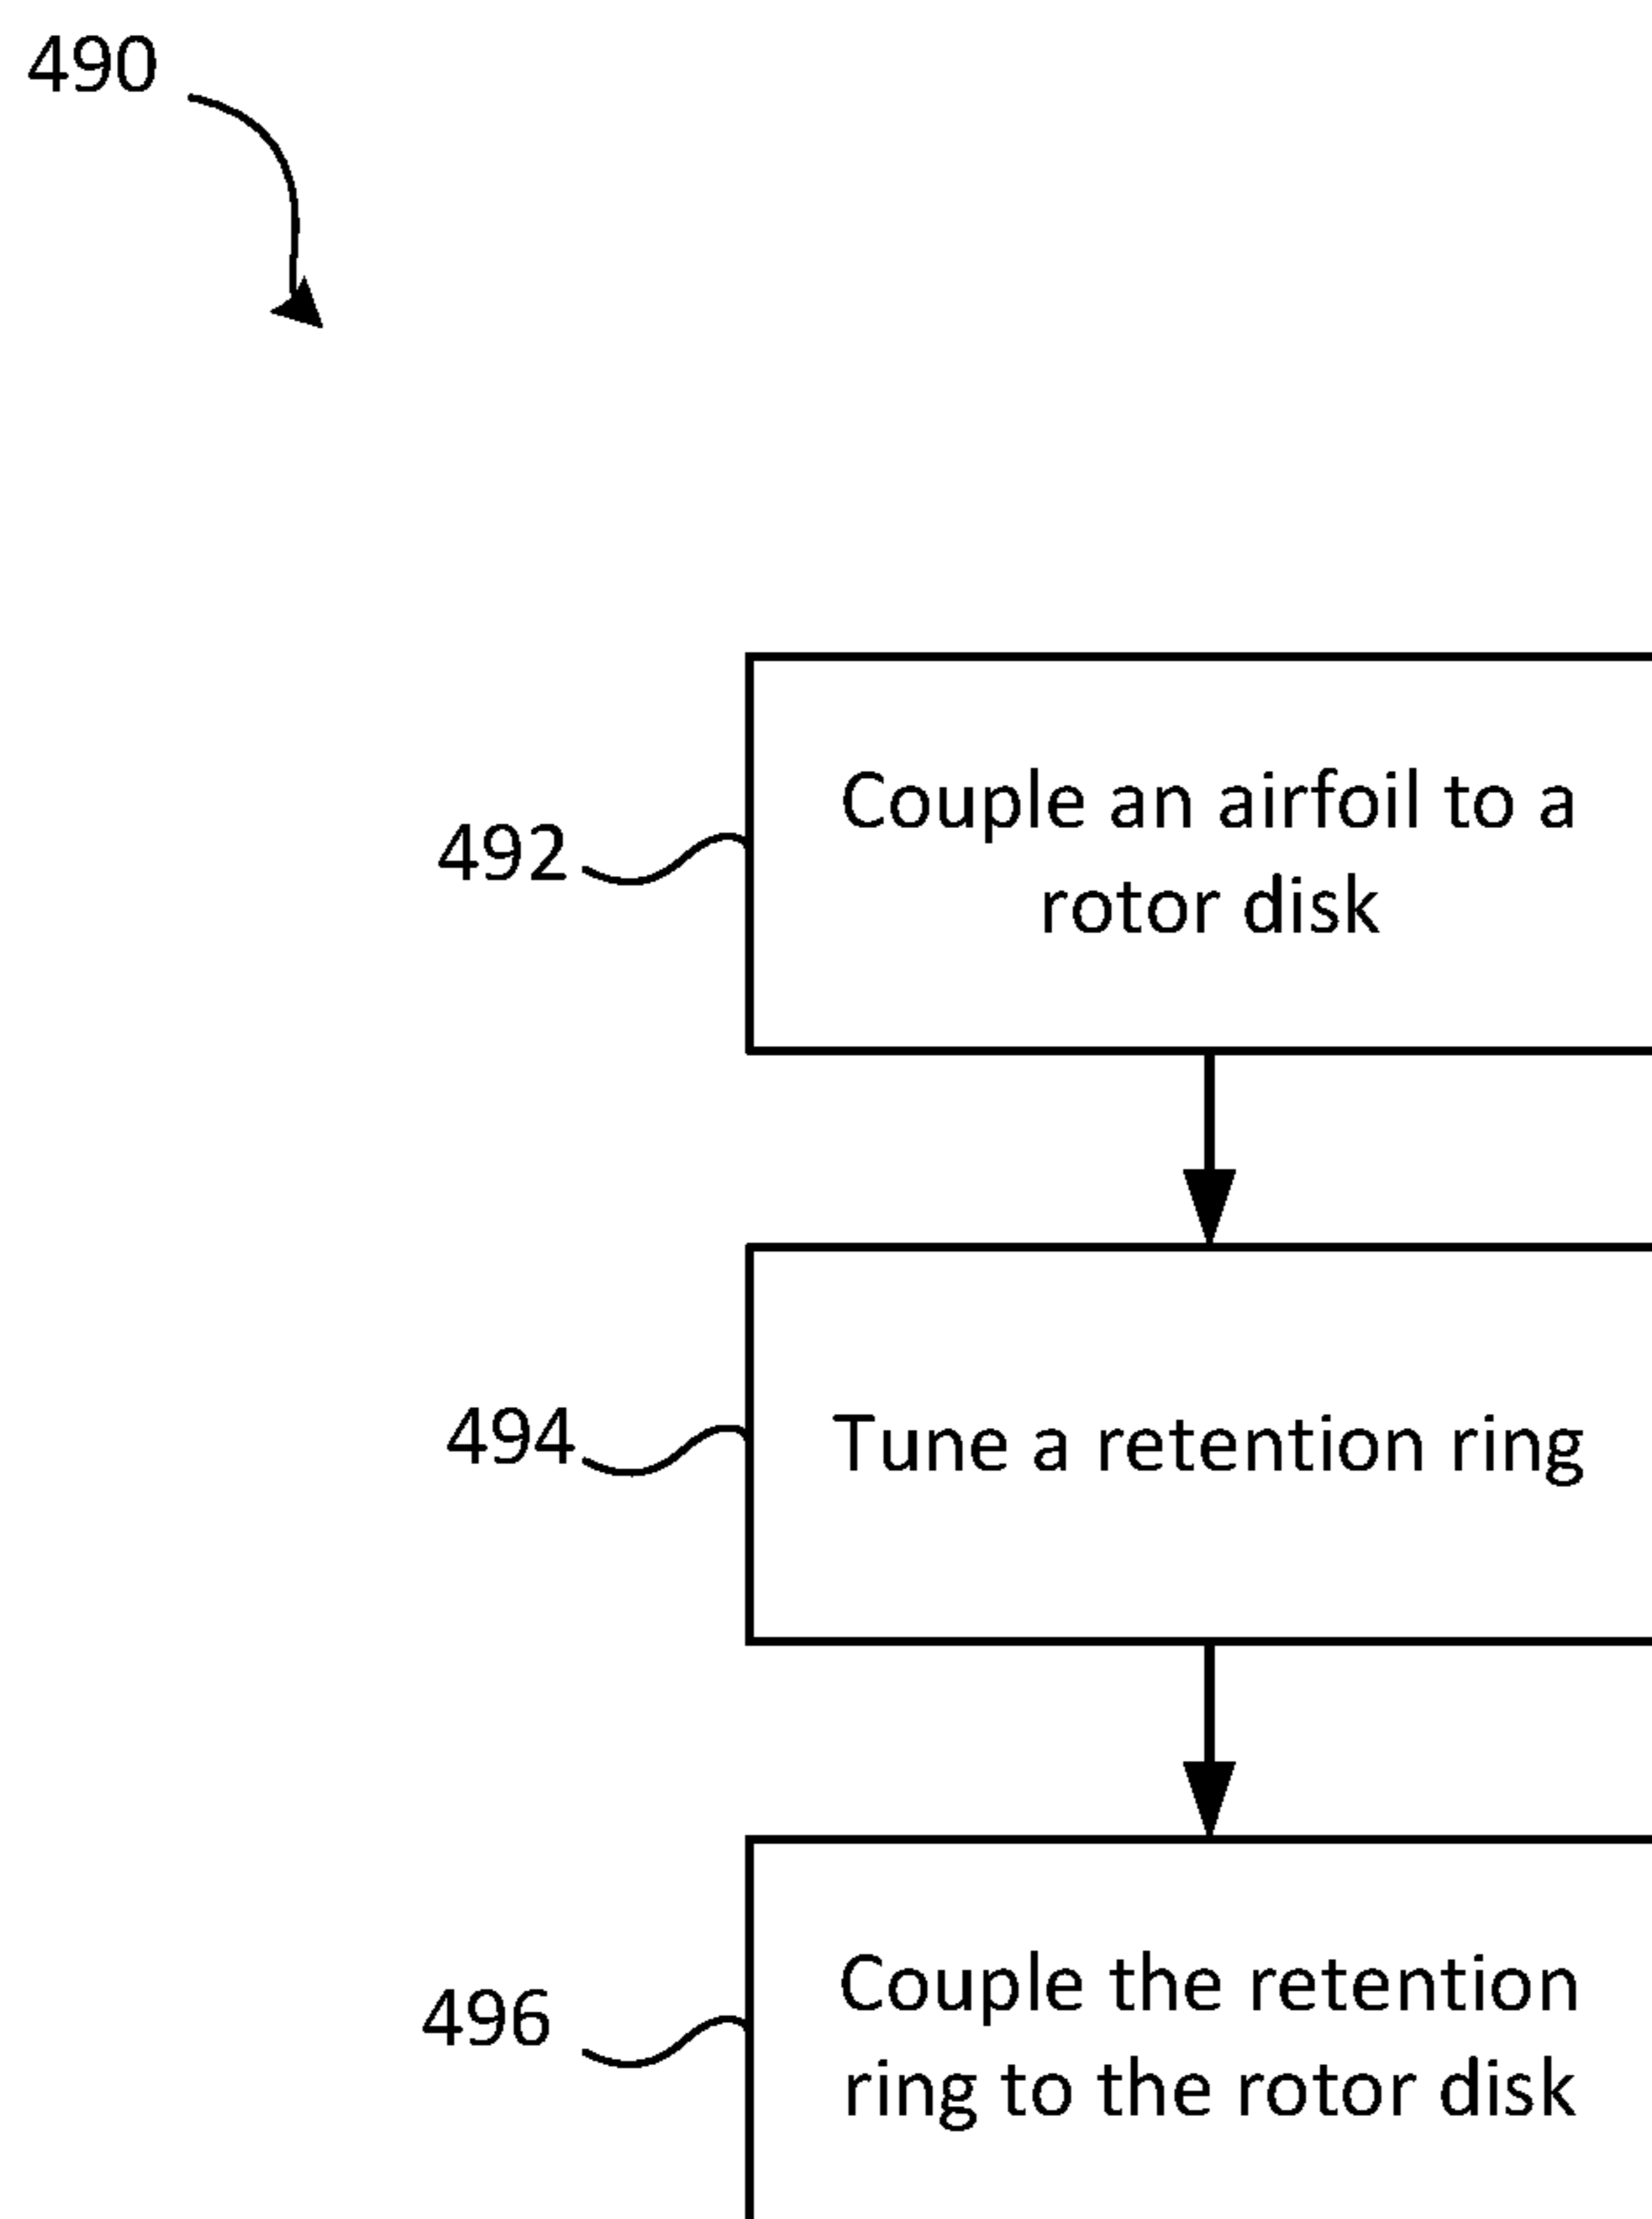 490
492
Couple an airfoil to a
rotor disk
494
Tune a retention ring
496
Couple the retention
ring to the rotor disk